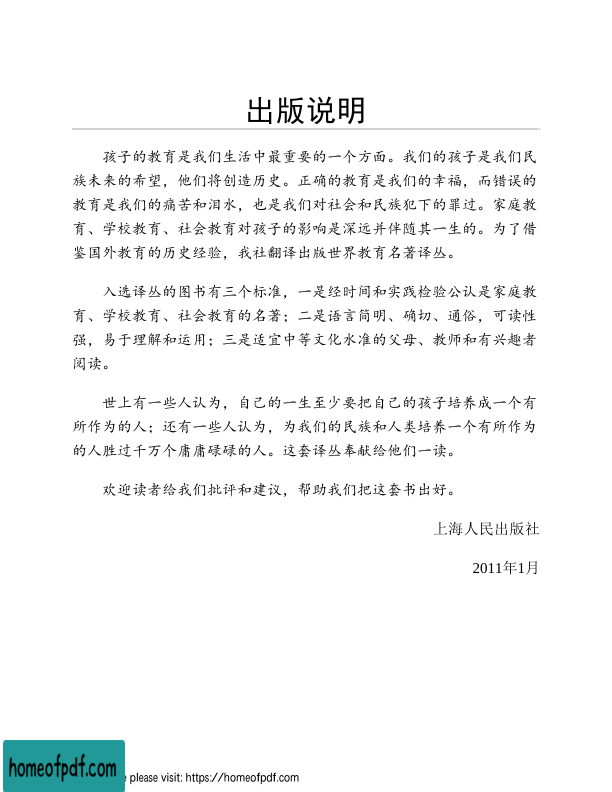 出版说明
孩子的教育是我们生活中最重要的一个方面。我们的孩子是我们民
族未来的希望，他们将创造历史。正确的教育是我们的幸福，而错误的
教育是我们的痛苦和泪水，也是我们对社会和民族犯下的罪过。家庭教
育、学校教育、社会教育对孩子的影响是深远并伴随其一生的。为了借
鉴国外教育的历史经验，我社翻译出版世界教育名著译丛。
入选译丛的图书有三个标准，一是经时间和实践检验公认是家庭教
育、学校教育、社会教育的名著；二是语言简明、确切、通俗，可读性
强，易于理解和运用；三是适宜中等文化水准的父母、教师和有兴趣者
阅读。
世上有一些人认为，自己的一生至少要把自己的孩子培养成一个有
所作为的人；还有一些人认为，为我们的民族和人类培养一个有所作为
的人胜过千万个庸庸碌碌的人。这套译丛奉献给他们一读。
欢迎读者给我们批评和建议，帮助我们把这套书出好。
上海人民出版社
2011年1月
homeofpdf.com
e please visit: https://homeofpdf.com